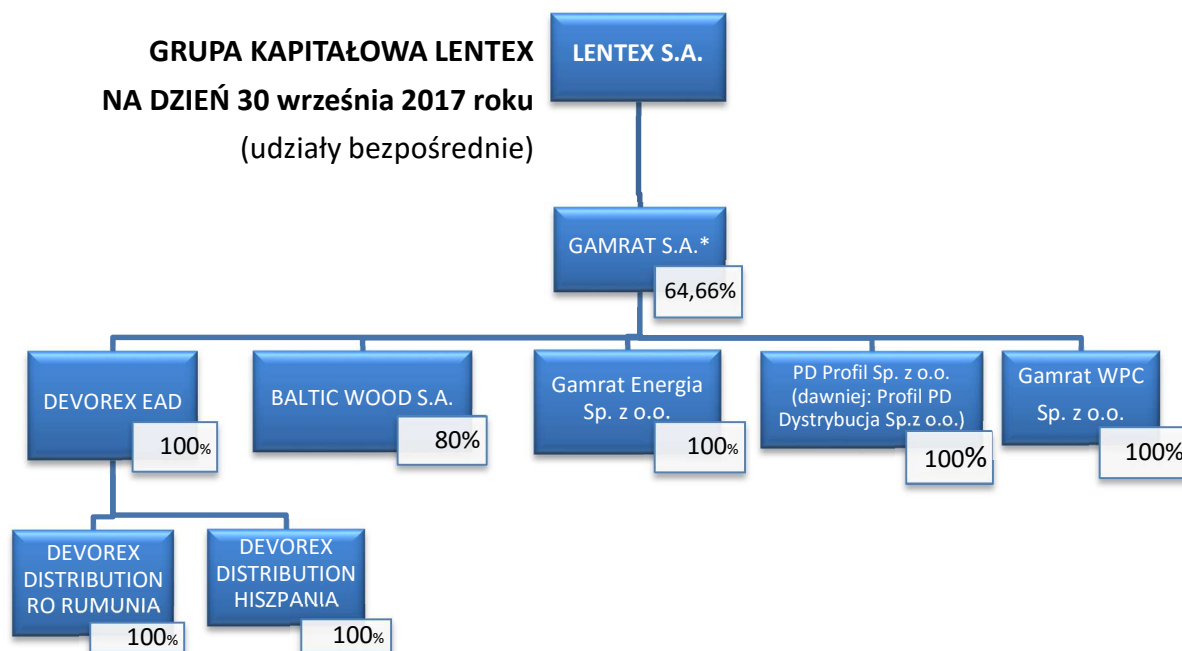 GRUPA KAPITAŁOWA LENTEX
NA DZIEŃ 30 września 2017 roku
(udziały bezpośrednie)
LENTEX S.A.
GAMRAT S.A.*
64,66%
DEVOREX EAD
100%
BALTIC WOOD S.A.
80%
Gamrat Energia
Sp. z o.o.
100%
PD Profil Sp. z o.o.
(dawniej: Profil PD
Dystrybucja Sp.z o.o.)
100%
Gamrat WPC
Sp. z o.o.
100%
DEVOREX
DISTRIBUTION
RO RUMUNIA
100%
DEVOREX
DISTRIBUTION
HISZPANIA
100%